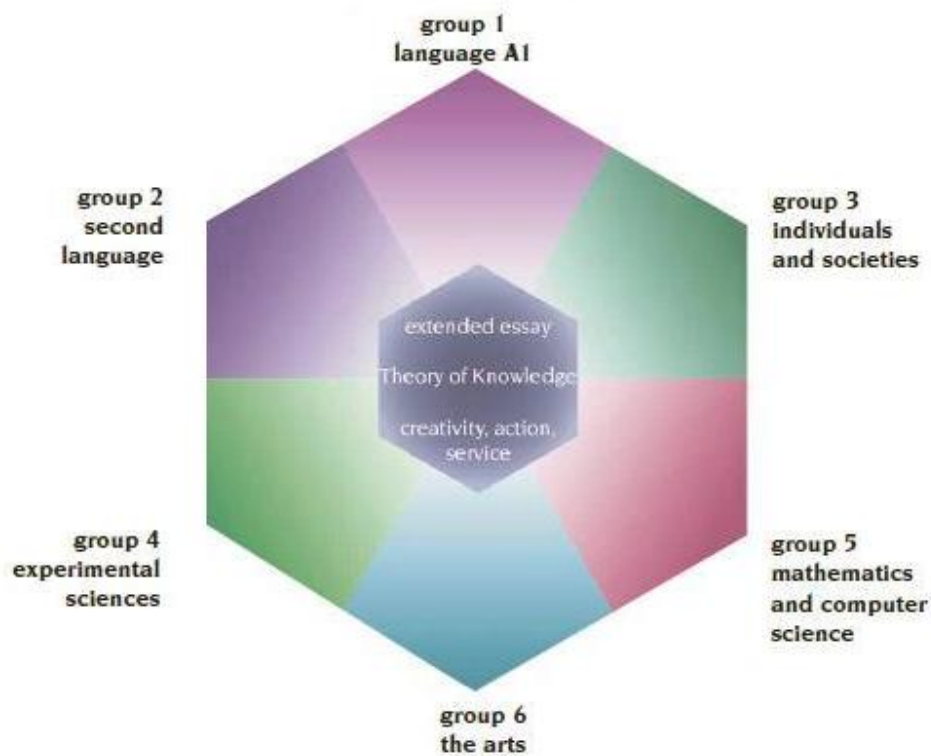 group 1
language A1
group 2
second
language
group 3
individuals
and societies
extended essay
Theory of Knowledge
creativity, action,
service
group 4
experimental
sciences
group 5
mathematics
and computer
science
group 6
the arts